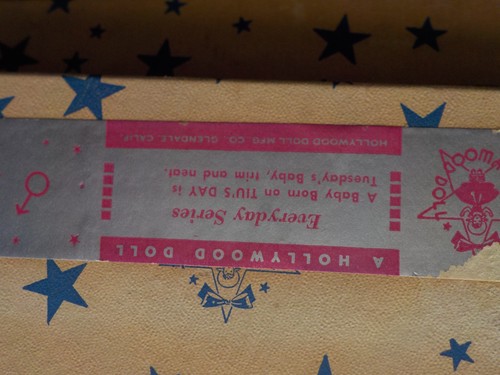 A HOLLYWOOD DOLL
Everyday Series
A Baby Born on TIU'S DAY is
Tuesday's Baby, trim and neat.
HOLLYWOOD DOLL MFG. CO. GLENDALE, CALIF.